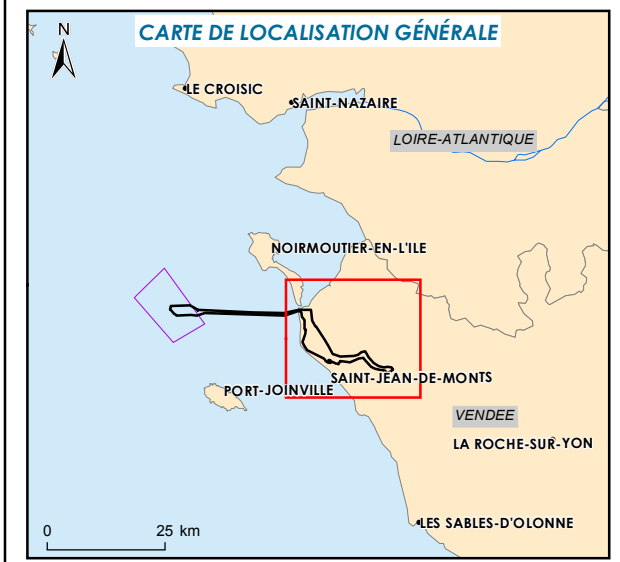 CARTE DE LOCALISATION GÉNÉRALE
N
LE CROISIC
SAINT-NAZAIRE
LOIRE-ATLANTIQUE
NOIRMOUTIER-EN-L'ILE
SAINT-JEAN-DE-MONTS
PORT-JOINVILLE
VENDEE
LA ROCHE-SUR-YON
LES SABLES-D'OLONNE
0 25 km